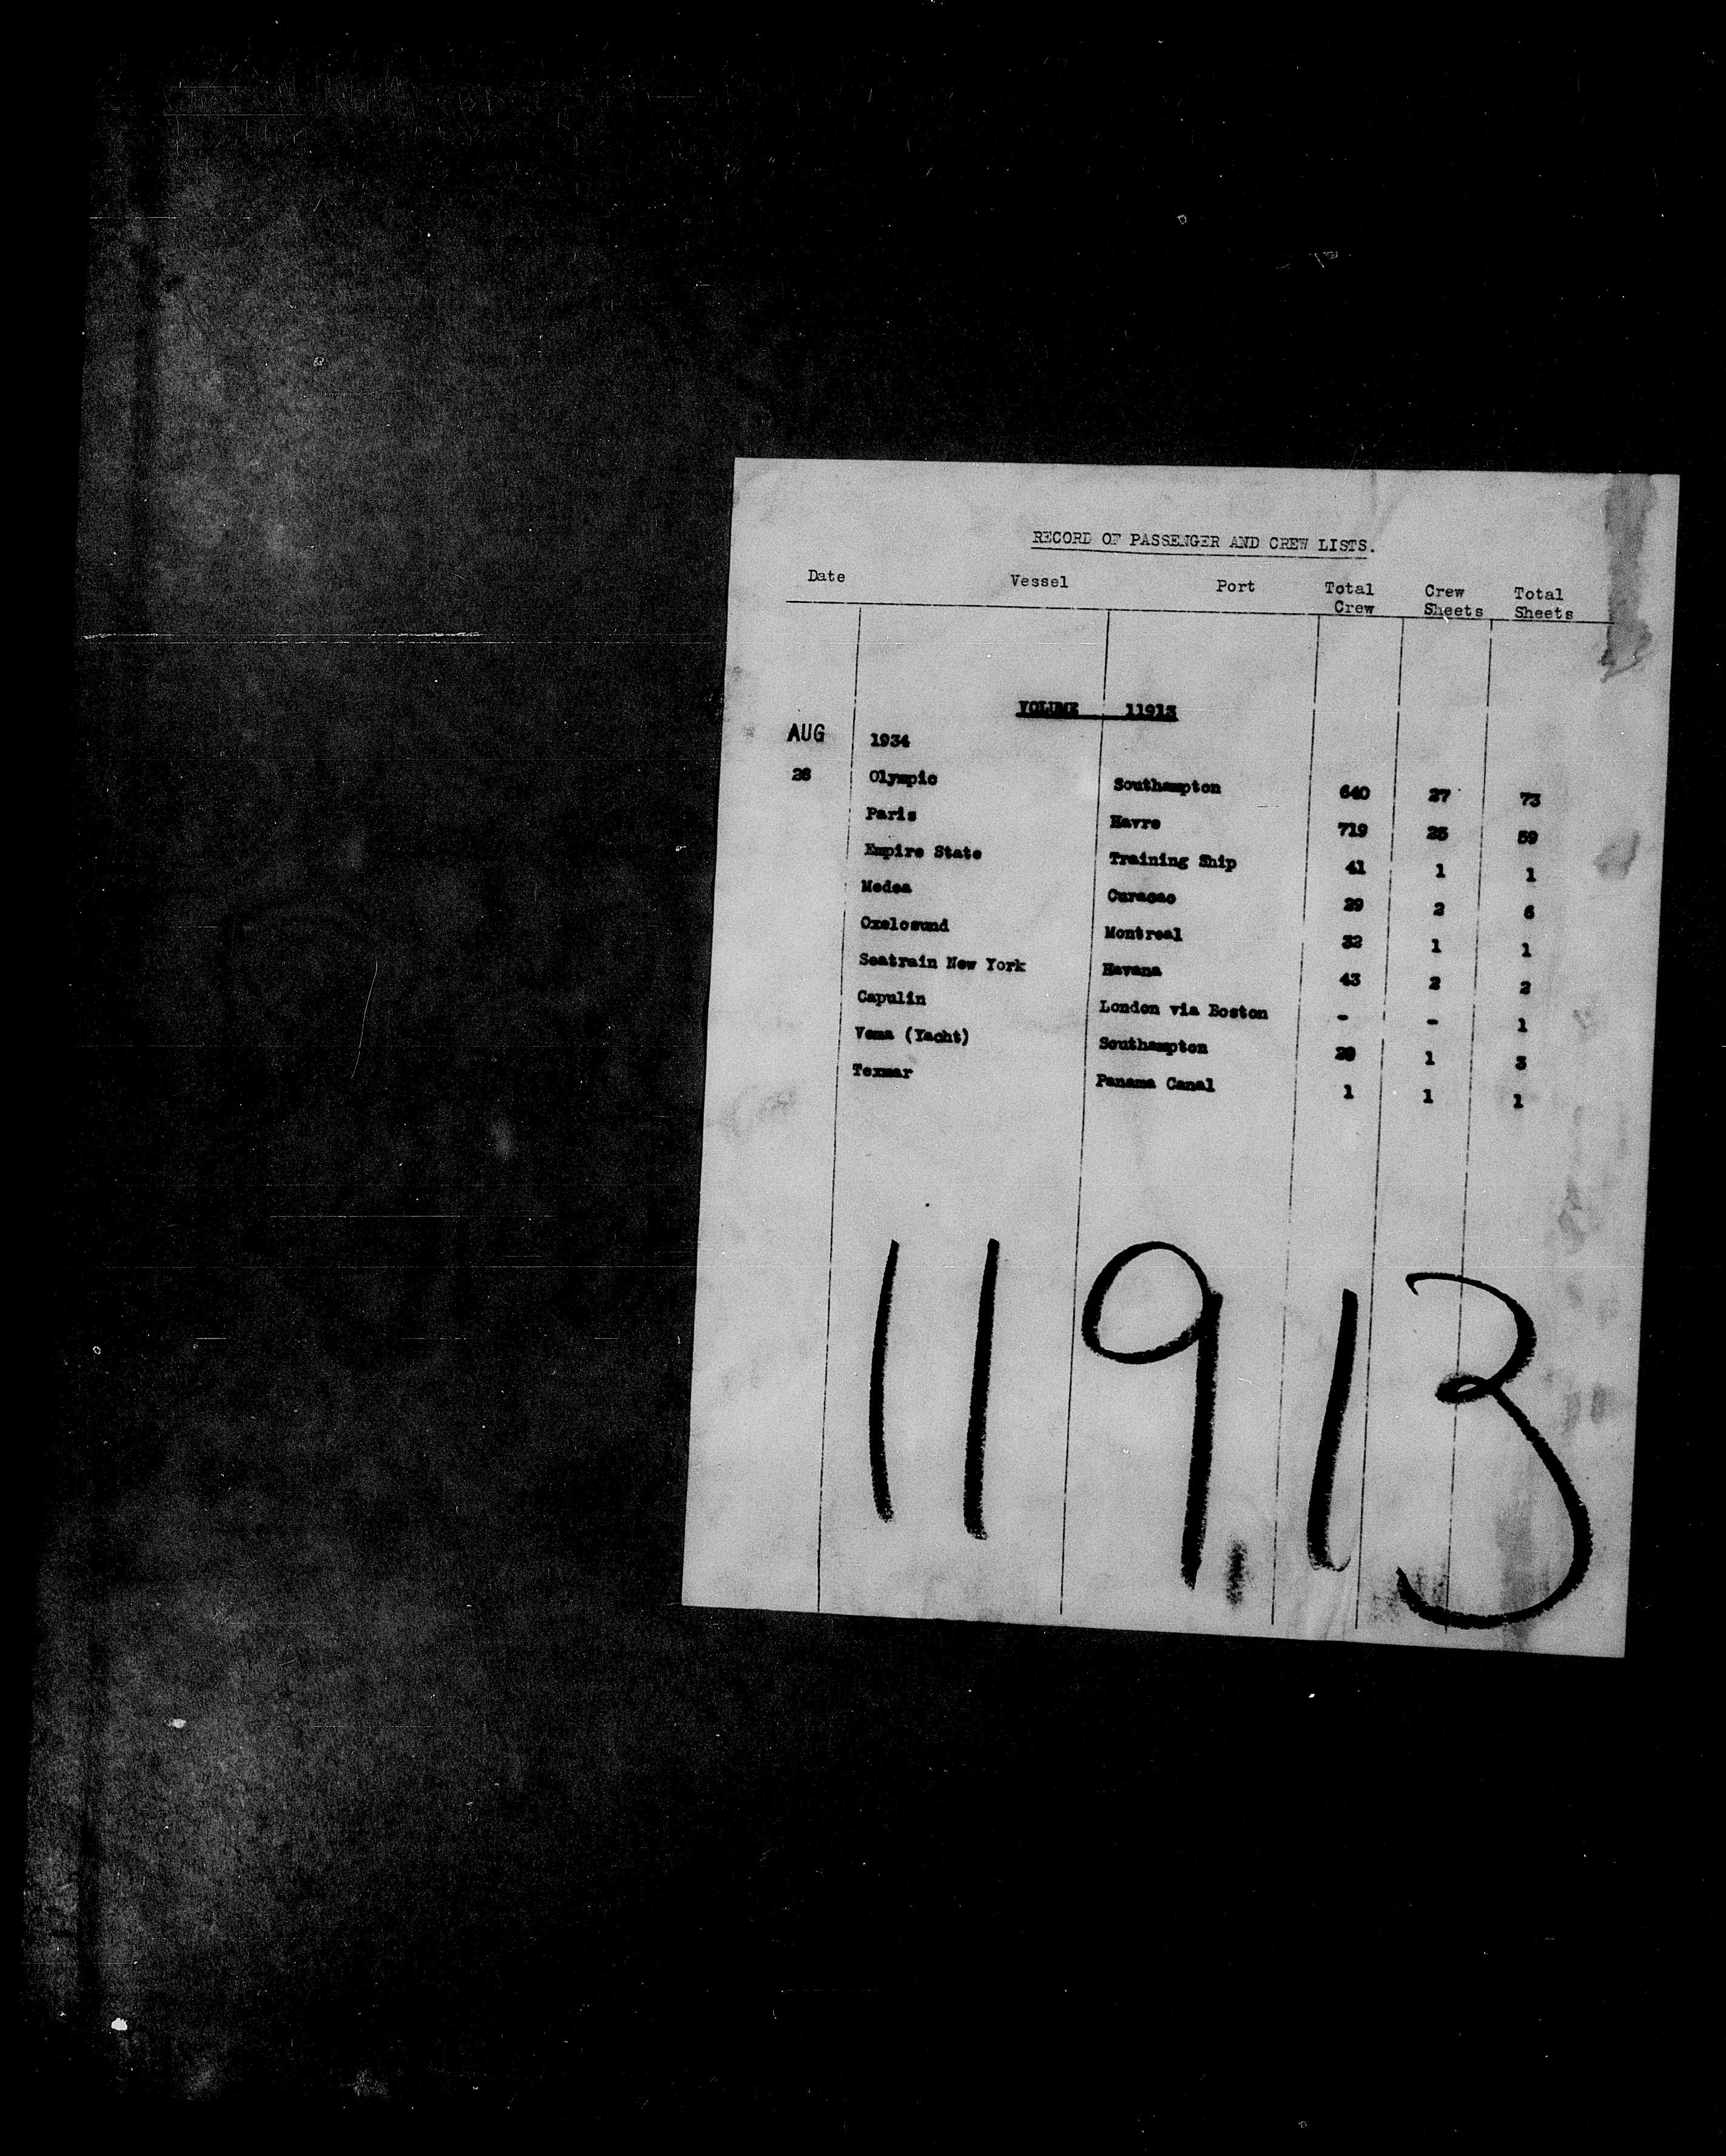 RECORD OF PASSENGER AND CREW LISTS.
Date Vessel Port Total Crew Crew Sheets Total Sheets
VOLUME 11913
AUG 1934
28 Olympic Southampton 640 27 73
Paris Havre 719 25 59
Empire State Training Ship 41 1 1
Medea Curacao 29 2 6
Oxelosund Montreal 32 1 1
Seatrain New York Havana 43 2 2
Capulin London via Boston - - 1
Vema (Yacht) Southampton 1 3
Texmar Panama Canal 1 1 1
11913